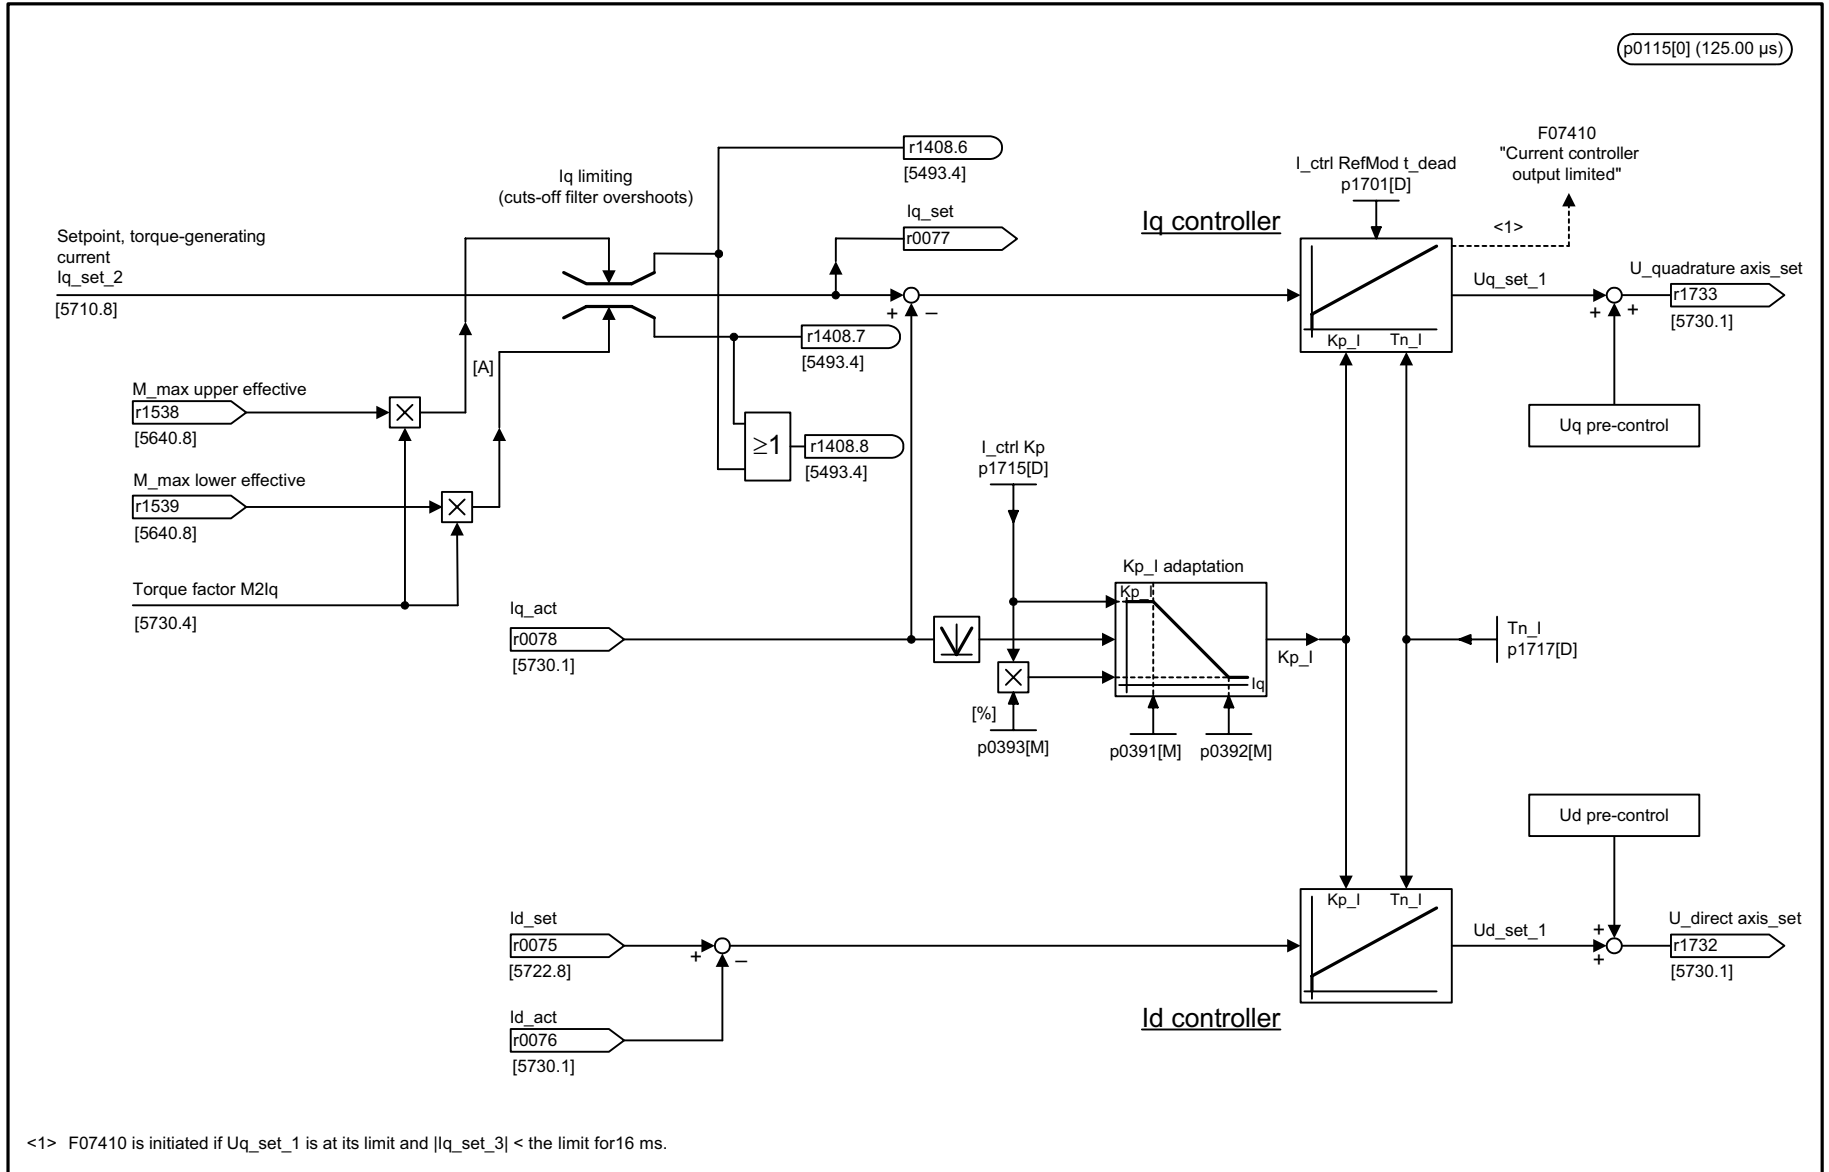 p0115[0] (125.00 µs)
F07410
"Current controller
output limited"
<1>
I_ctrl RefMod t_dead
p1701[D]
r1408.6
[5493.4]
Iq limiting
(cuts-off filter overshoots)
Iq_set
r0077
Iq controller
Setpoint, torque-generating
current
Iq_set_2
[5710.8]
+
–
Kp_I
Tn_I
Uq_set_1
+
+
U_quadrature axis_set
r1733
[5730.1]
r1408.7
[5493.4]
[A]
M_max upper effective
r1538
[5640.8]
Uq pre-control
≥1
r1408.8
[5493.4]
I_ctrl Kp
p1715[D]
M_max lower effective
r1539
[5640.8]
Torque factor M2Iq
[5730.4]
Kp_I adaptation
Kp_I
Iq
Iq_act
r0078
[5730.1]
Kp_I
Tn_I
p1717[D]
[%]
p0393[M]
p0391[M]
p0392[M]
Ud pre-control
Id_set
r0075
[5722.8]
+
–
Kp_I
Tn_I
Ud_set_1
+
+
U_direct axis_set
r1732
[5730.1]
Id_act
r0076
[5730.1]
Id controller
<1> F07410 is initiated if Uq_set_1 is at its limit and |Iq_set_3| < the limit for16 ms.